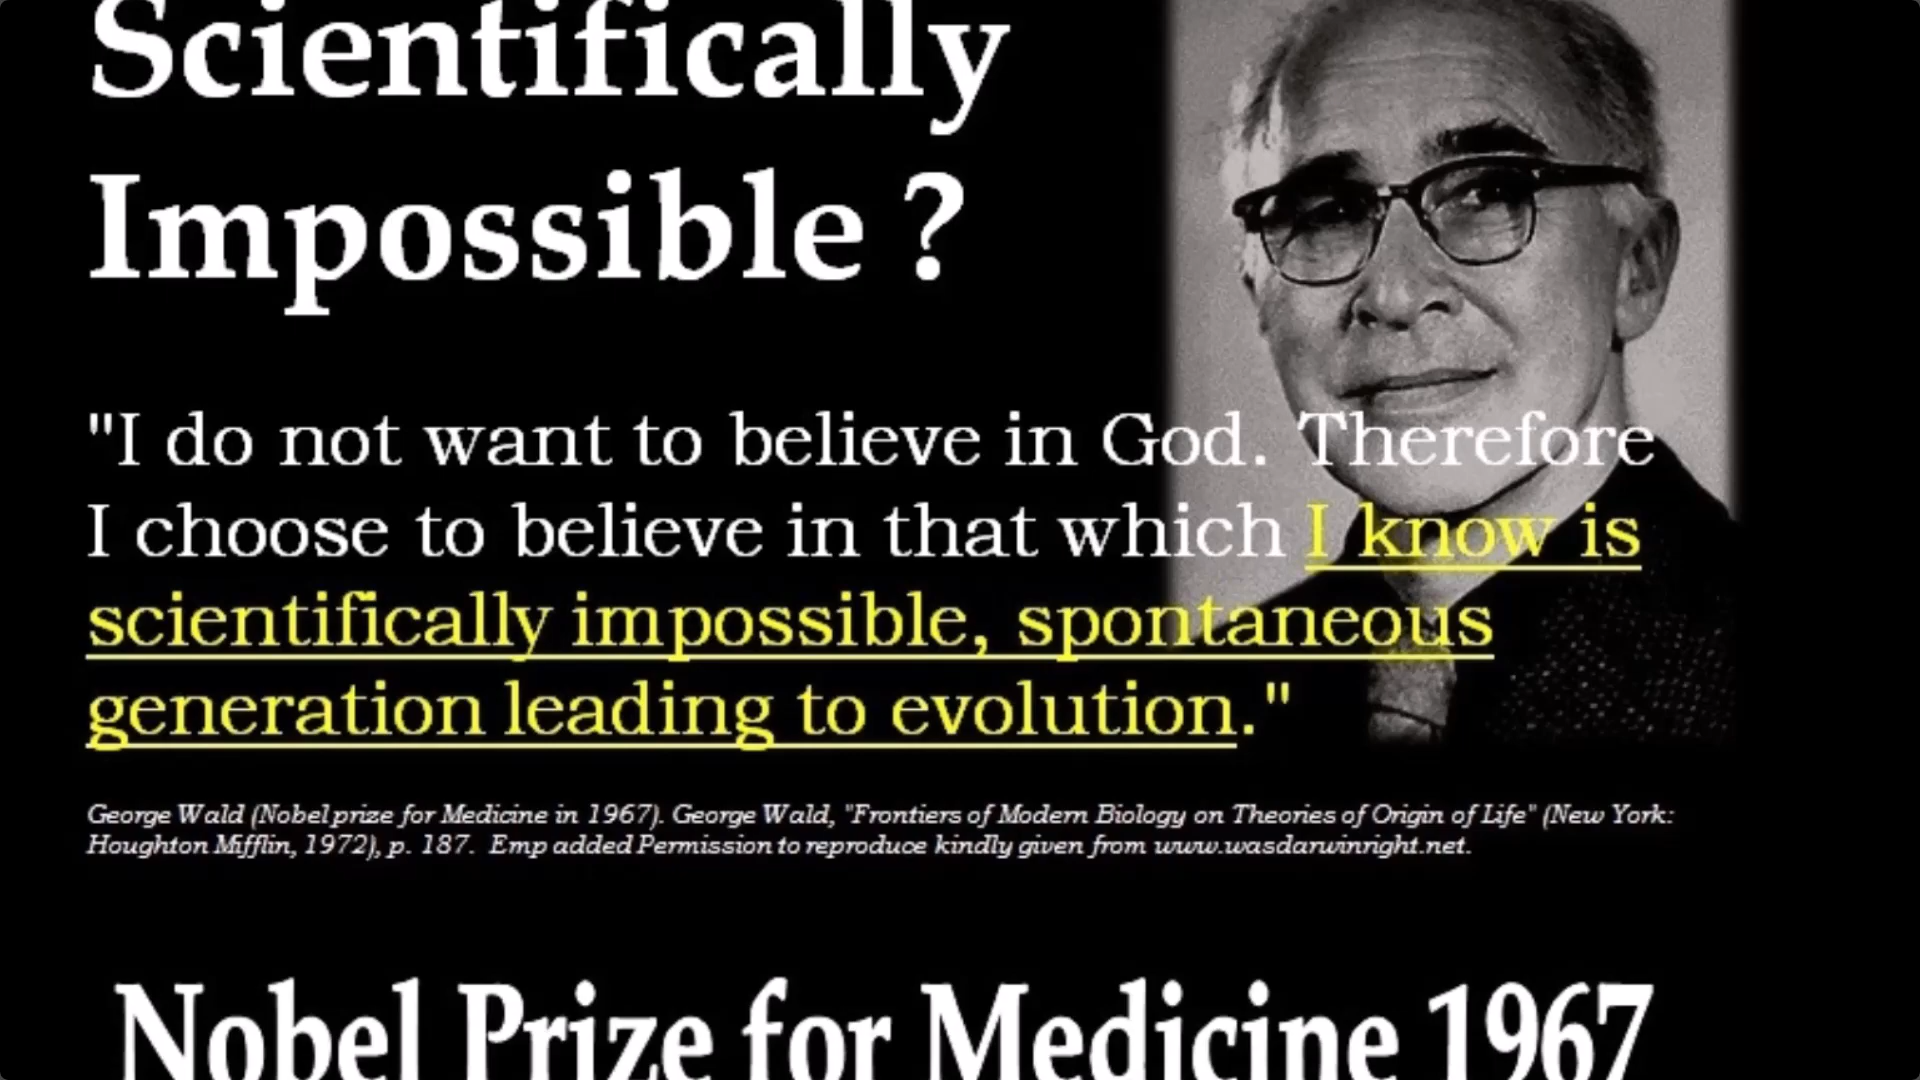 Scientifically
Impossible ?
"I do not want to believe in God. Therefore
I choose to believe in that which I know is
scientifically impossible, spontaneous
generation leading to evolution."
George Wald (Nobel prize for Medicine in 1967). George Wald, "Frontiers of Modern Biology on Theories of Origin of Life" (New York:
Houghton Mifflin, 1972), p. 187. Emp added Permission to reproduce kindly given from www.wasdarwinright.net.
Nobel Prize for Medicine 1967